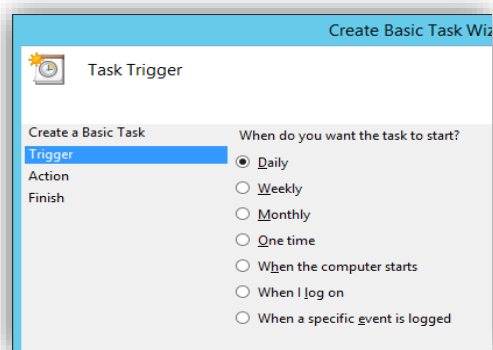 Create Basic Task Wiz
Task Trigger
Create a Basic Task
Trigger
Action
Finish
When do you want the task to start?
Daily
Weekly
Monthly
One time
When the computer starts
When I log on
When a specific event is logged